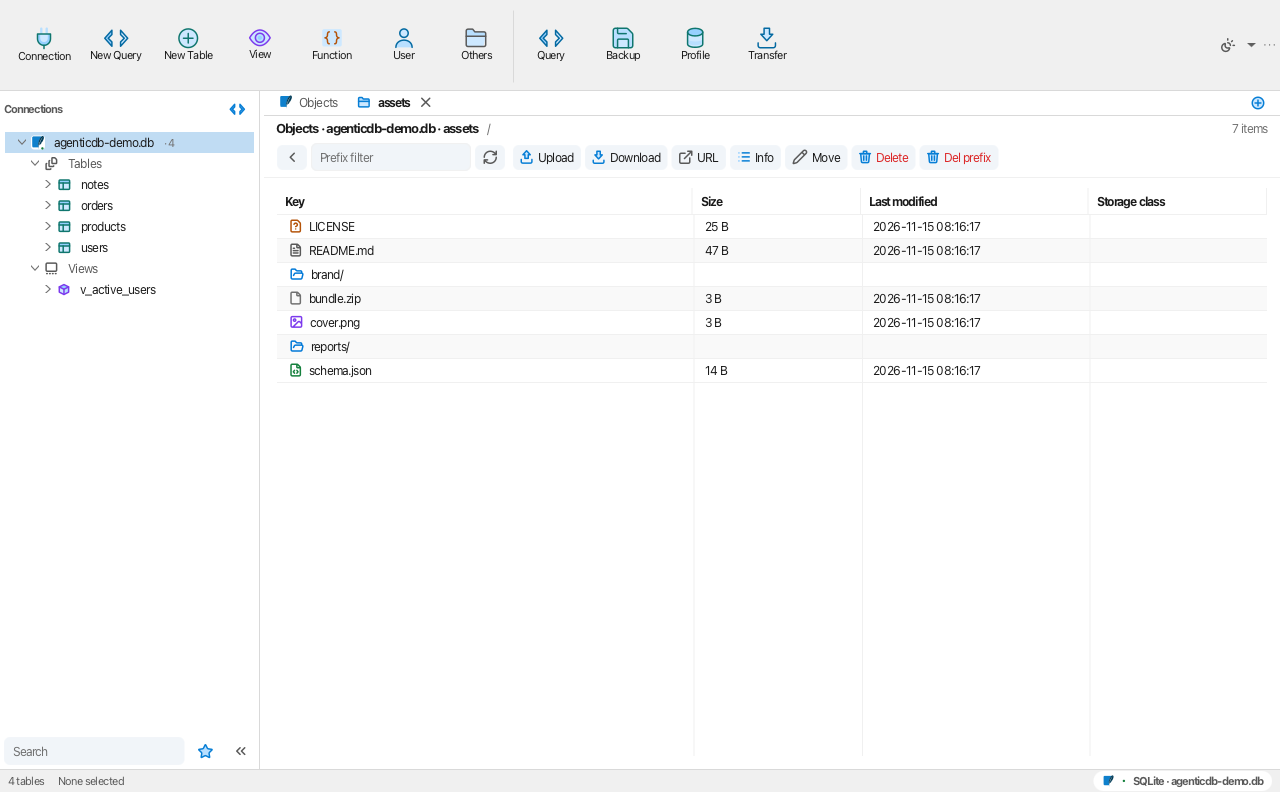 Connection
New Query
New Table
View
Function
User
Others
Query
Backup
Profile
Transfer
Connections
agenticdb-demo.db · 4
Tables
notes
orders
products
users
Views
v_active_users
Search
Objects
assets
Objects · agenticdb-demo.db · assets /
7 items
Prefix filter
Upload
Download
URL
Info
Move
Delete
Del prefix
Key Size Last modified Storage class
LICENSE 25 B 2026-11-15 08:16:17
README.md 47 B 2026-11-15 08:16:17
brand/
bundle.zip 3 B 2026-11-15 08:16:17
cover.png 3 B 2026-11-15 08:16:17
reports/
schema.json 14 B 2026-11-15 08:16:17
4 tables None selected
· SQLite · agenticdb-demo.db